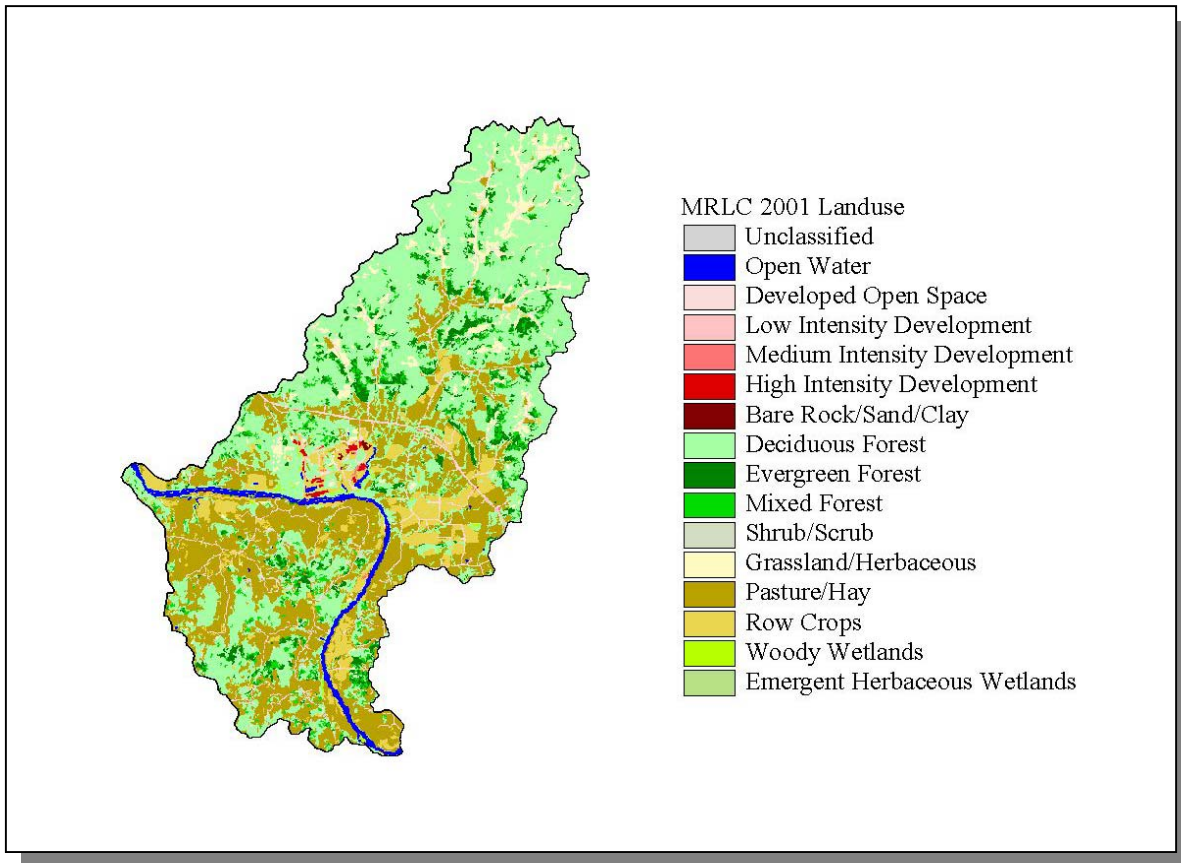 MRLC 2001 Landuse
Unclassified
Open Water
Developed Open Space
Low Intensity Development
Medium Intensity Development
High Intensity Development
Bare Rock/Sand/Clay
Deciduous Forest
Evergreen Forest
Mixed Forest
Shrub/Scrub
Grassland/Herbaceous
Pasture/Hay
Row Crops
Woody Wetlands
Emergent Herbaceous Wetlands